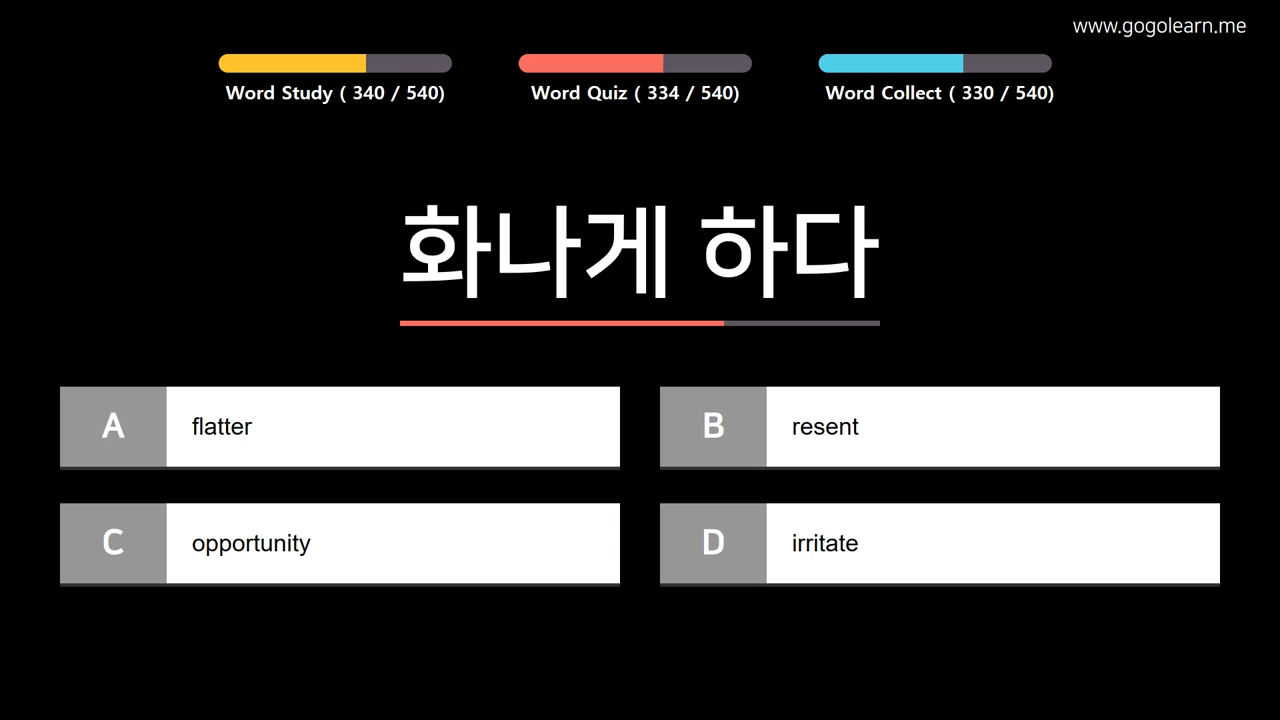 www.gogolearn.me
Word Study ( 340 / 540)
Word Quiz ( 334 / 540)
Word Collect ( 330 / 540)
화나게 하다
A flatter
B resent
C opportunity
D irritate